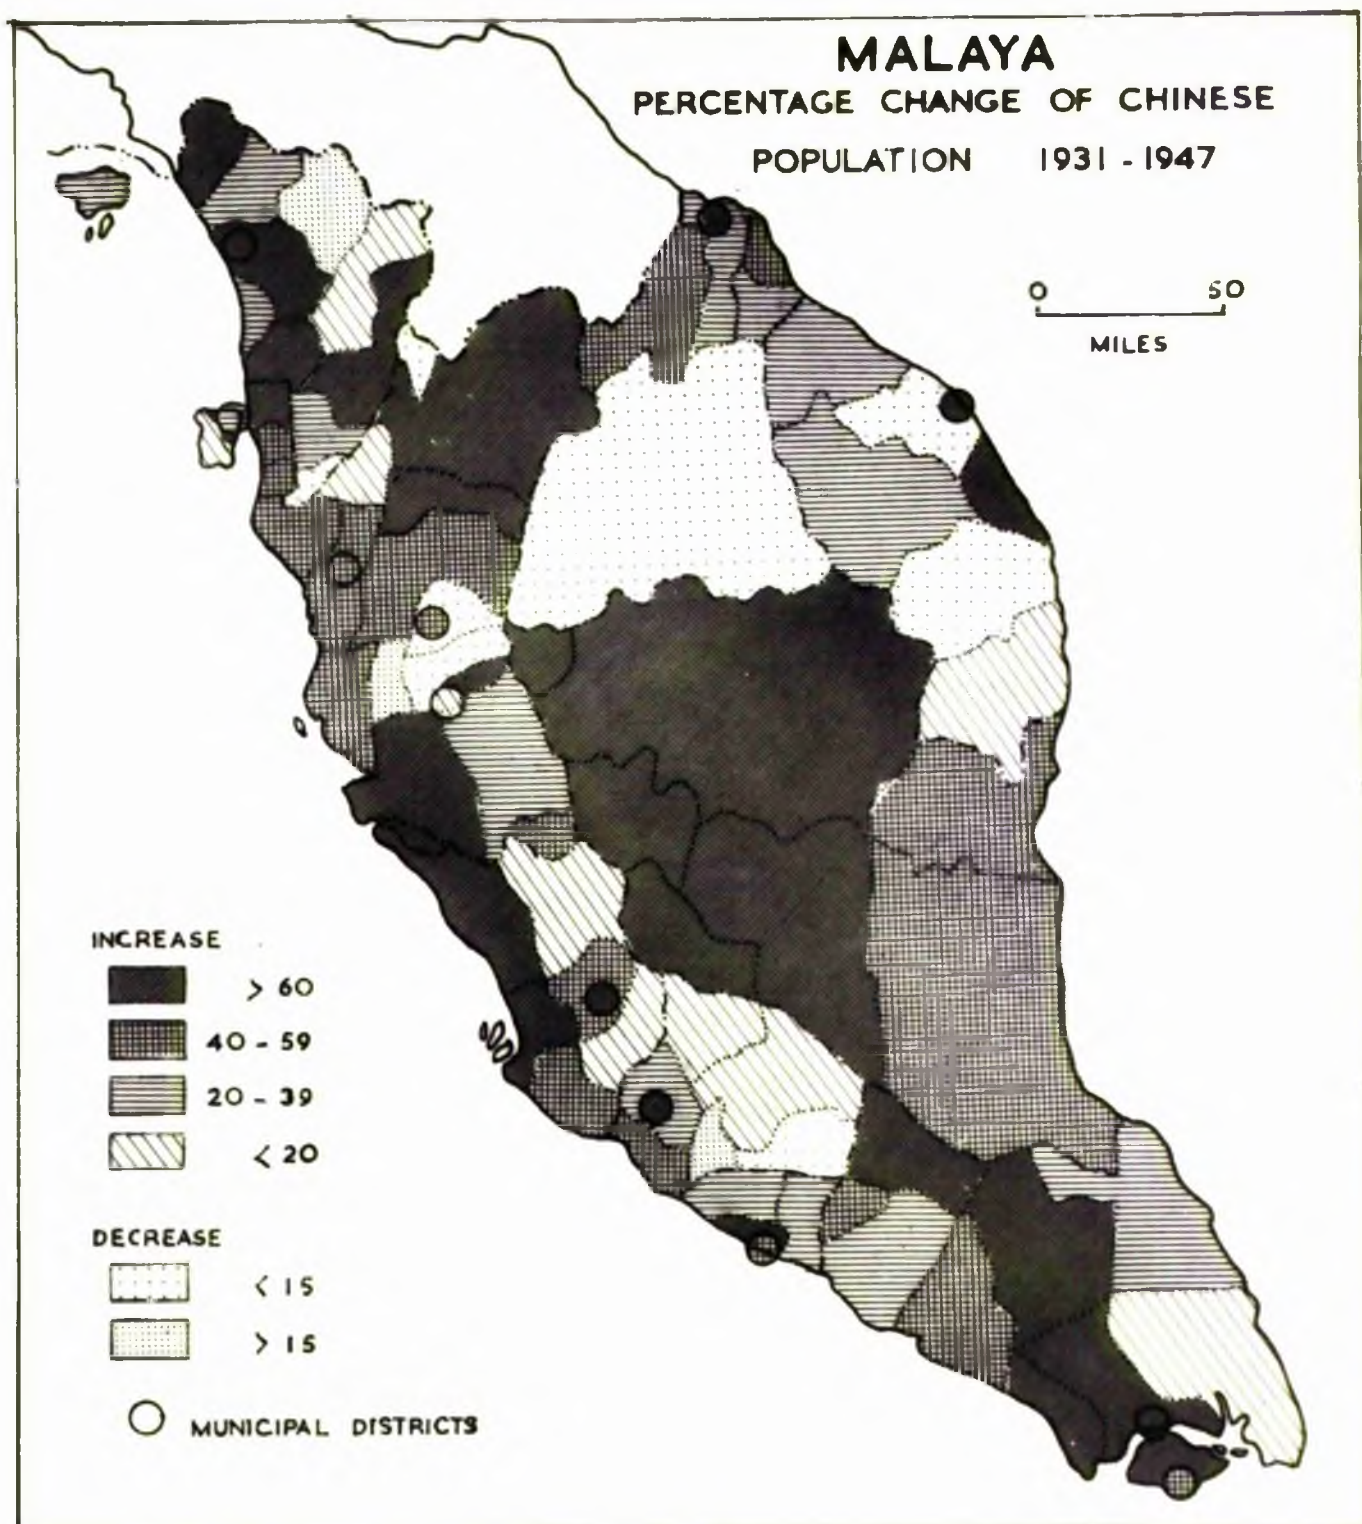 MALAYA
PERCENTAGE CHANGE OF CHINESE
POPULATION 1931 - 1947
0 50
MILES
INCREASE
> 60
40 - 59
20 - 39
< 20
DECREASE
< 15
> 15
MUNICIPAL DISTRICTS